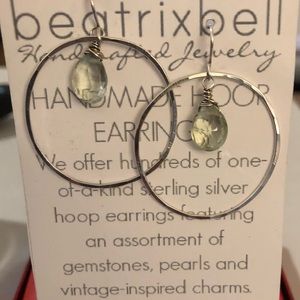 beatrixbell
Handcrafted Jewelry
HANDMADE HOOP
EARRINGS
We offer hundreds of one-
of-a-kind sterling silver
hoop earrings featuring
an assortment of
gemstones, pearls and
vintage-inspired charms.